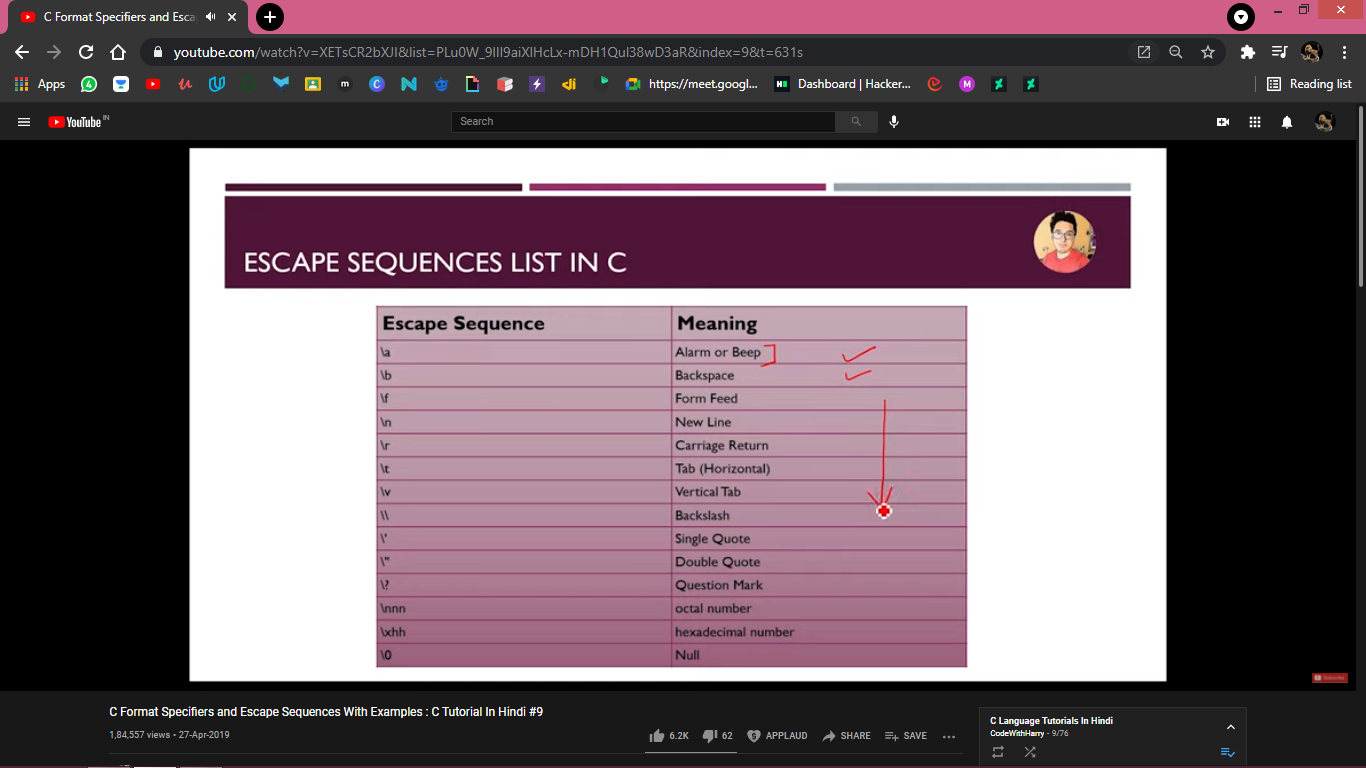 C Format Specifiers and Esca
youtube.com/watch?v=XETsCR2bXJI&list=PLu0W_9lII9aiXlHcLx-mDH1Qul38wD3aR&index=9&t=631s
Apps
https://meet.googl...
Dashboard | Hacker...
Reading list
YouTube IN
Search
ESCAPE SEQUENCES LIST IN C
Escape Sequence Meaning
\a Alarm or Beep
\b Backspace
\f Form Feed
\n New Line
\r Carriage Return
\t Tab (Horizontal)
\v Vertical Tab
\\ Backslash
\' Single Quote
\" Double Quote
\? Question Mark
\nnn octal number
\xhh hexadecimal number
\0 Null
Subscribe
C Format Specifiers and Escape Sequences With Examples : C Tutorial In Hindi #9
1,84,557 views • 27-Apr-2019
6.2K 62 APPLAUD SHARE SAVE
C Language Tutorials In Hindi
CodeWithHarry - 9/76